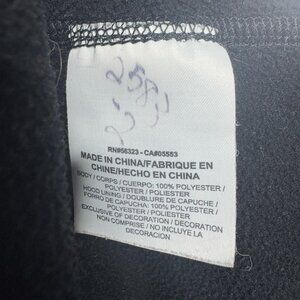 258
RN#56323 - CA#05553
MADE IN CHINA/FABRIQUE EN
CHINE/HECHO EN CHINA
BODY / CORPS / CUERPO: 100% POLYESTER /
POLYESTER / POLIESTER
HOOD LINING / DOUBLURE DE CAPUCHE /
FORRO DE CAPUCHA: 100% POLYESTER /
POLYESTER / POLIESTER
EXCLUSIVE OF DECORATION / DECORATION
NON COMPRISE / NO INCLUYE LA
DECORACION